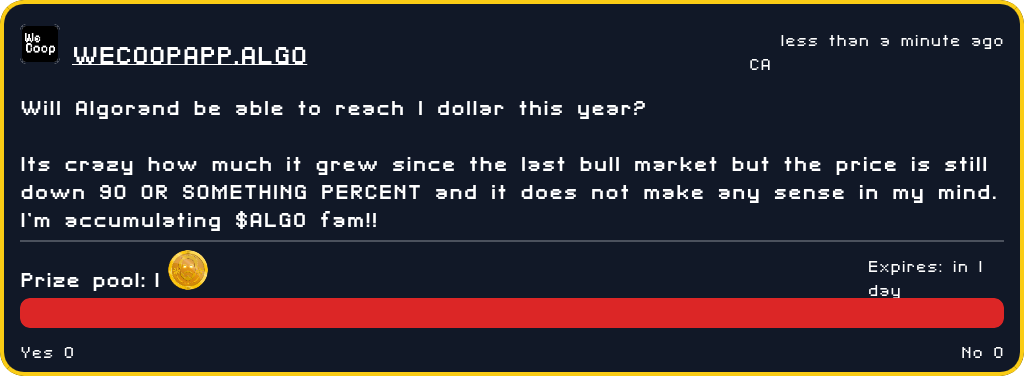 We
Coop
WECOOPAPP.ALGO
less than a minute ago
CA
Will Algorand be able to reach 1 dollar this year?
Its crazy how much it grew since the last bull market but the price is still
down 90 OR SOMETHING PERCENT and it does not make any sense in my mind.
I'm accumulating $ALGO fam!!
Prize pool: 1
Expires: in 1
day
Yes 0
No 0